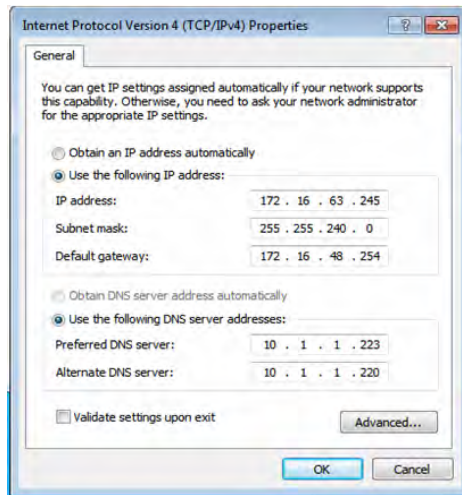 Internet Protocol Version 4 (TCP/IPv4) Properties
General
You can get IP settings assigned automatically if your network supports
this capability. Otherwise, you need to ask your network administrator
for the appropriate IP settings.
Obtain an IP address automatically
Use the following IP address:
IP address: 172 . 16 . 63 . 245
Subnet mask: 255 . 255 . 240 . 0
Default gateway: 172 . 16 . 48 . 254
Obtain DNS server address automatically
Use the following DNS server addresses:
Preferred DNS server: 10 . 1 . 1 . 223
Alternate DNS server: 10 . 1 . 1 . 220
Validate settings upon exit
Advanced...
OK Cancel